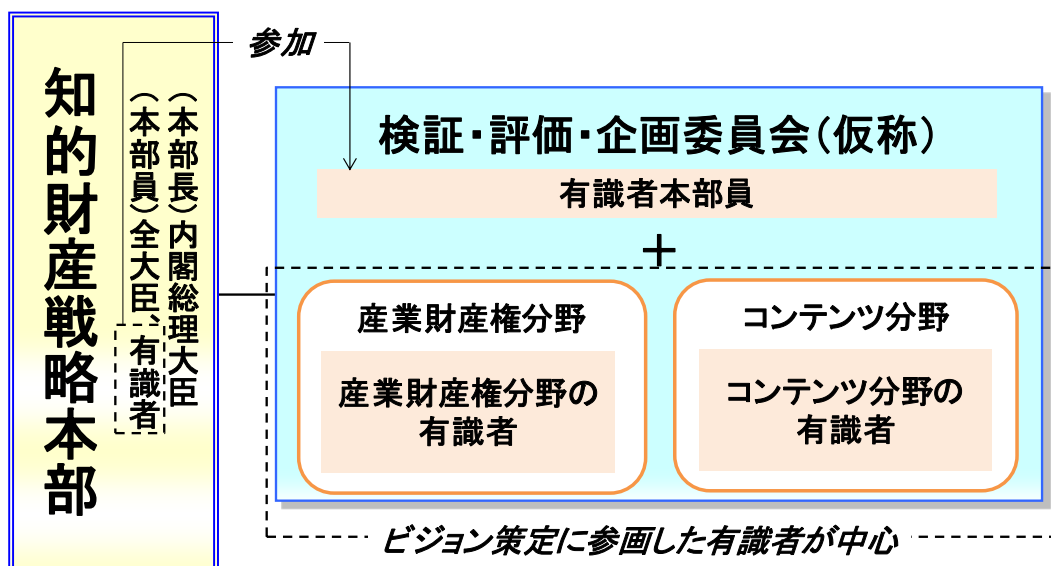 知的財産戦略本部
（本部長）内閣総理大臣
（本部員）全大臣、有識者
参加
検証・評価・企画委員会（仮称）
有識者本部員
＋
産業財産権分野
産業財産権分野の
有識者
コンテンツ分野
コンテンツ分野の
有識者
ビジョン策定に参画した有識者が中心